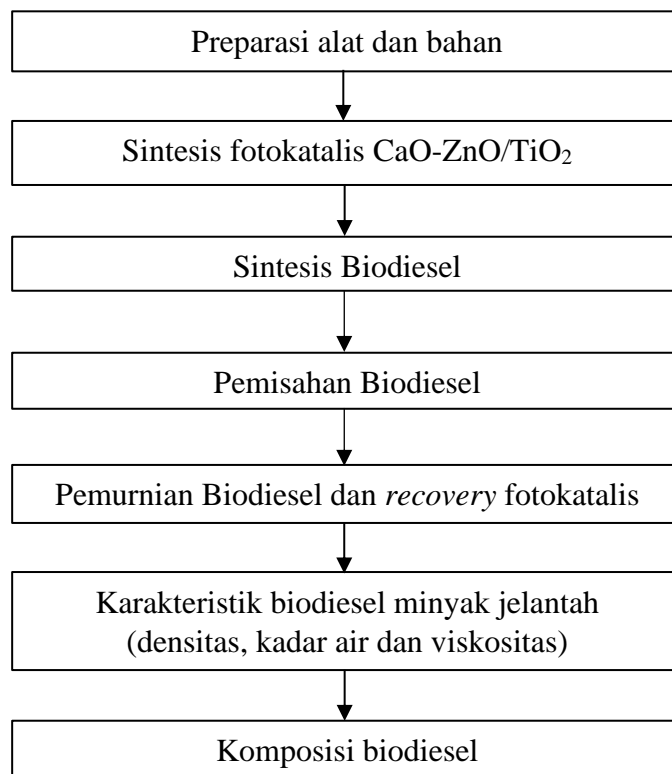 Preparasi alat dan bahan
Sintesis fotokatalis CaO-ZnO/TiO₂
Sintesis Biodiesel
Pemisahan Biodiesel
Pemurnian Biodiesel dan recovery fotokatalis
Karakteristik biodiesel minyak jelantah
(densitas, kadar air dan viskositas)
Komposisi biodiesel